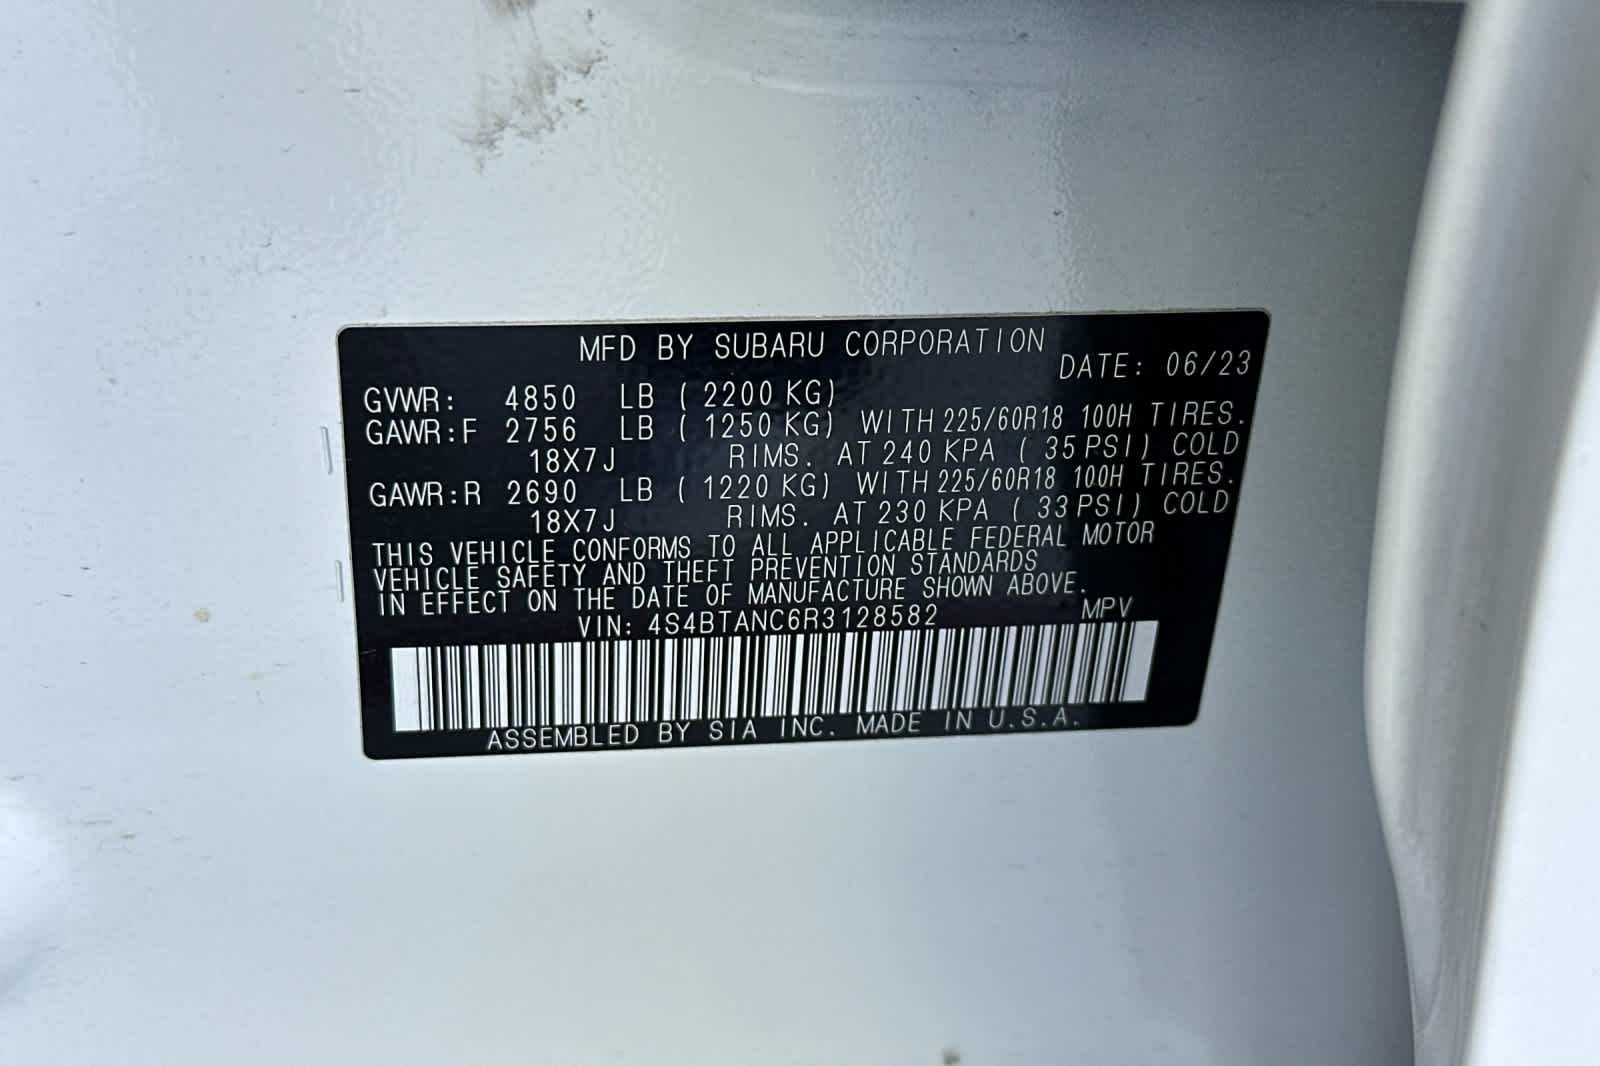 MFD BY SUBARU CORPORATION
DATE: 06/23
GVWR: 4850 LB ( 2200 KG)
GAWR:F 2756 LB ( 1250 KG) WITH 225/60R18 100H TIRES.
18X7J RIMS. AT 240 KPA ( 35 PSI) COLD
GAWR:R 2690 LB ( 1220 KG) WITH 225/60R18 100H TIRES.
18X7J RIMS. AT 230 KPA ( 33 PSI) COLD
THIS VEHICLE CONFORMS TO ALL APPLICABLE FEDERAL MOTOR
VEHICLE SAFETY AND THEFT PREVENTION STANDARDS
IN EFFECT ON THE DATE OF MANUFACTURE SHOWN ABOVE.
VIN: 4S4BTANC6R3128582 MPV
ASSEMBLED BY SIA INC. MADE IN U.S.A.